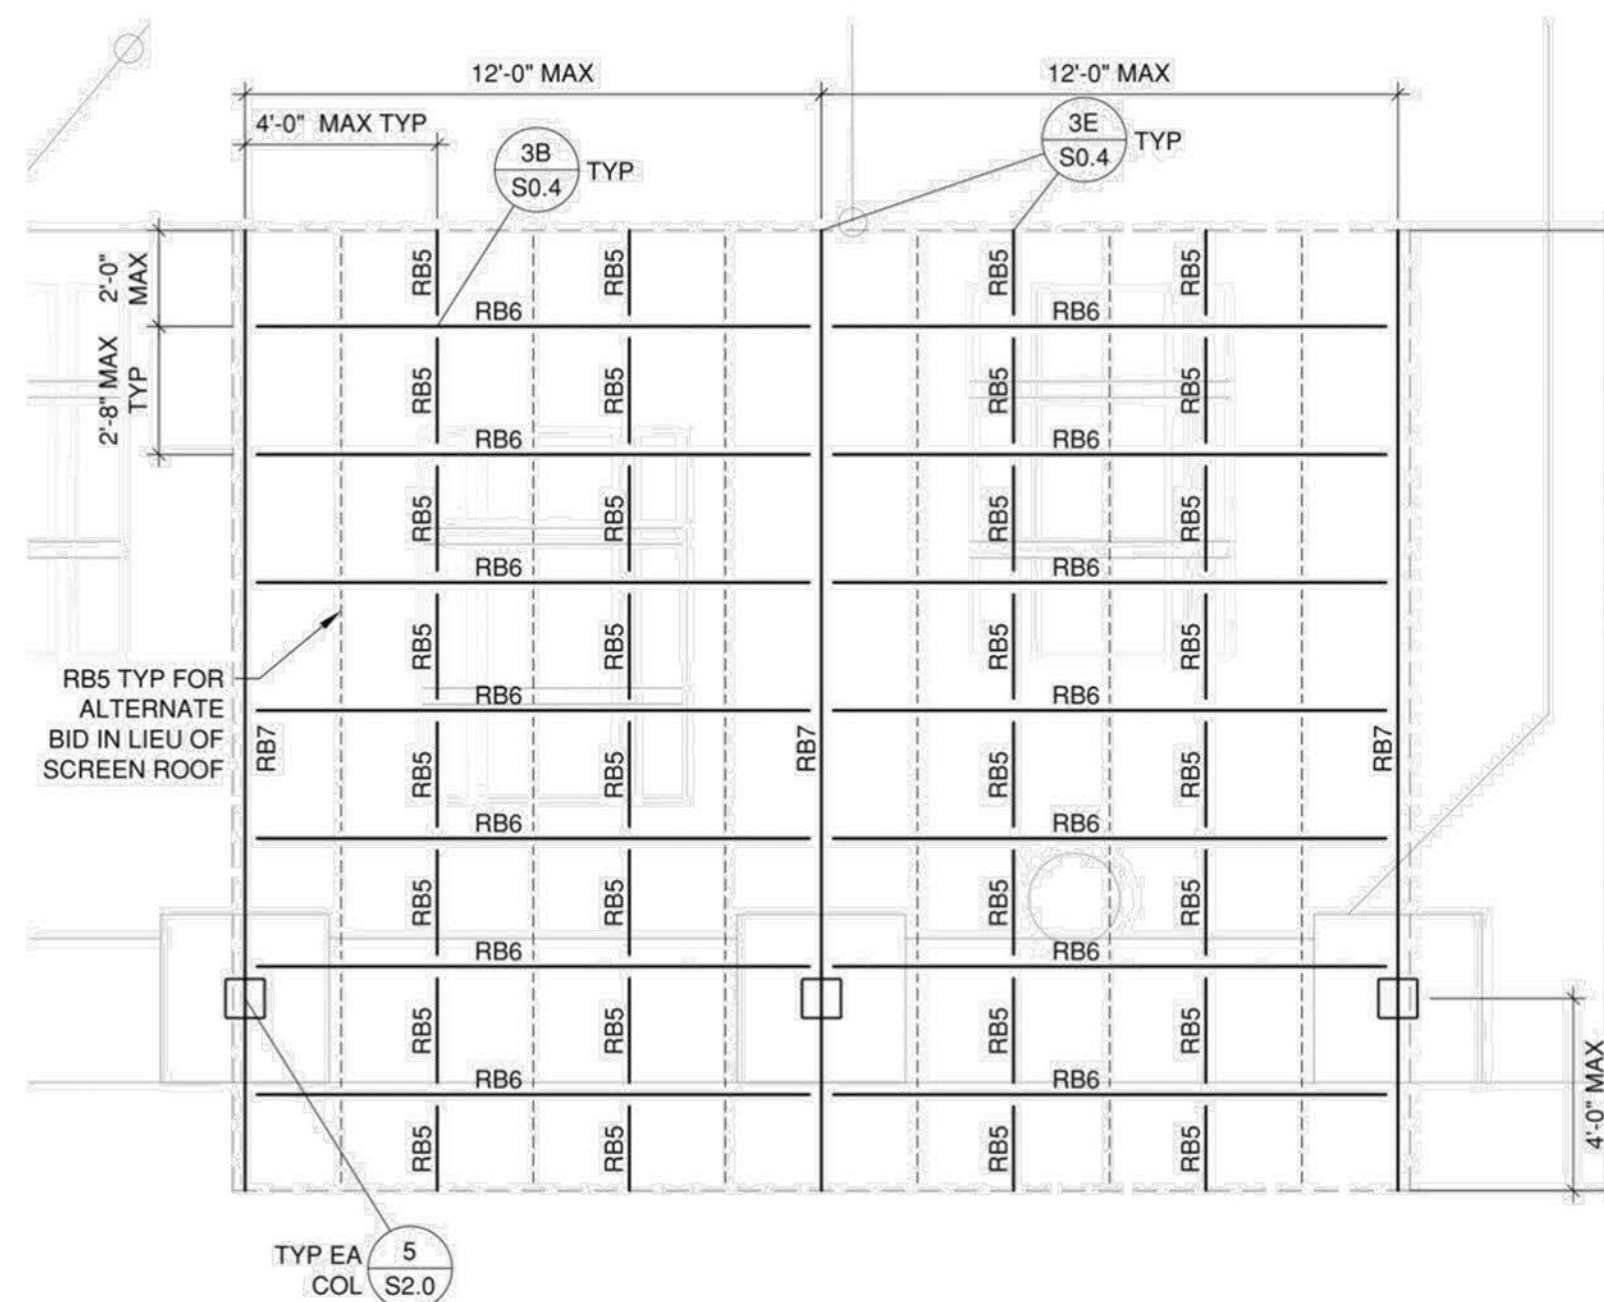 12'-0" MAX
12'-0" MAX
4'-0" MAX TYP
3B
S0.4
TYP
3E
S0.4
TYP
2'-0"
MAX
RB5
RB5
RB5
RB5
RB6
RB6
2'-8" MAX
TYP
RB5
RB5
RB5
RB5
RB6
RB6
RB5
RB5
RB5
RB5
RB6
RB6
RB5
RB5
RB5
RB5
RB5 TYP FOR
ALTERNATE
BID IN LIEU OF
SCREEN ROOF
RB6
RB6
RB7
RB7
RB7
RB5
RB5
RB5
RB5
RB6
RB6
RB5
RB5
RB5
RB5
RB6
RB6
RB5
RB5
RB5
RB5
RB6
RB6
4'-0" MAX
RB5
RB5
RB5
RB5
TYP EA
COL
5
S2.0